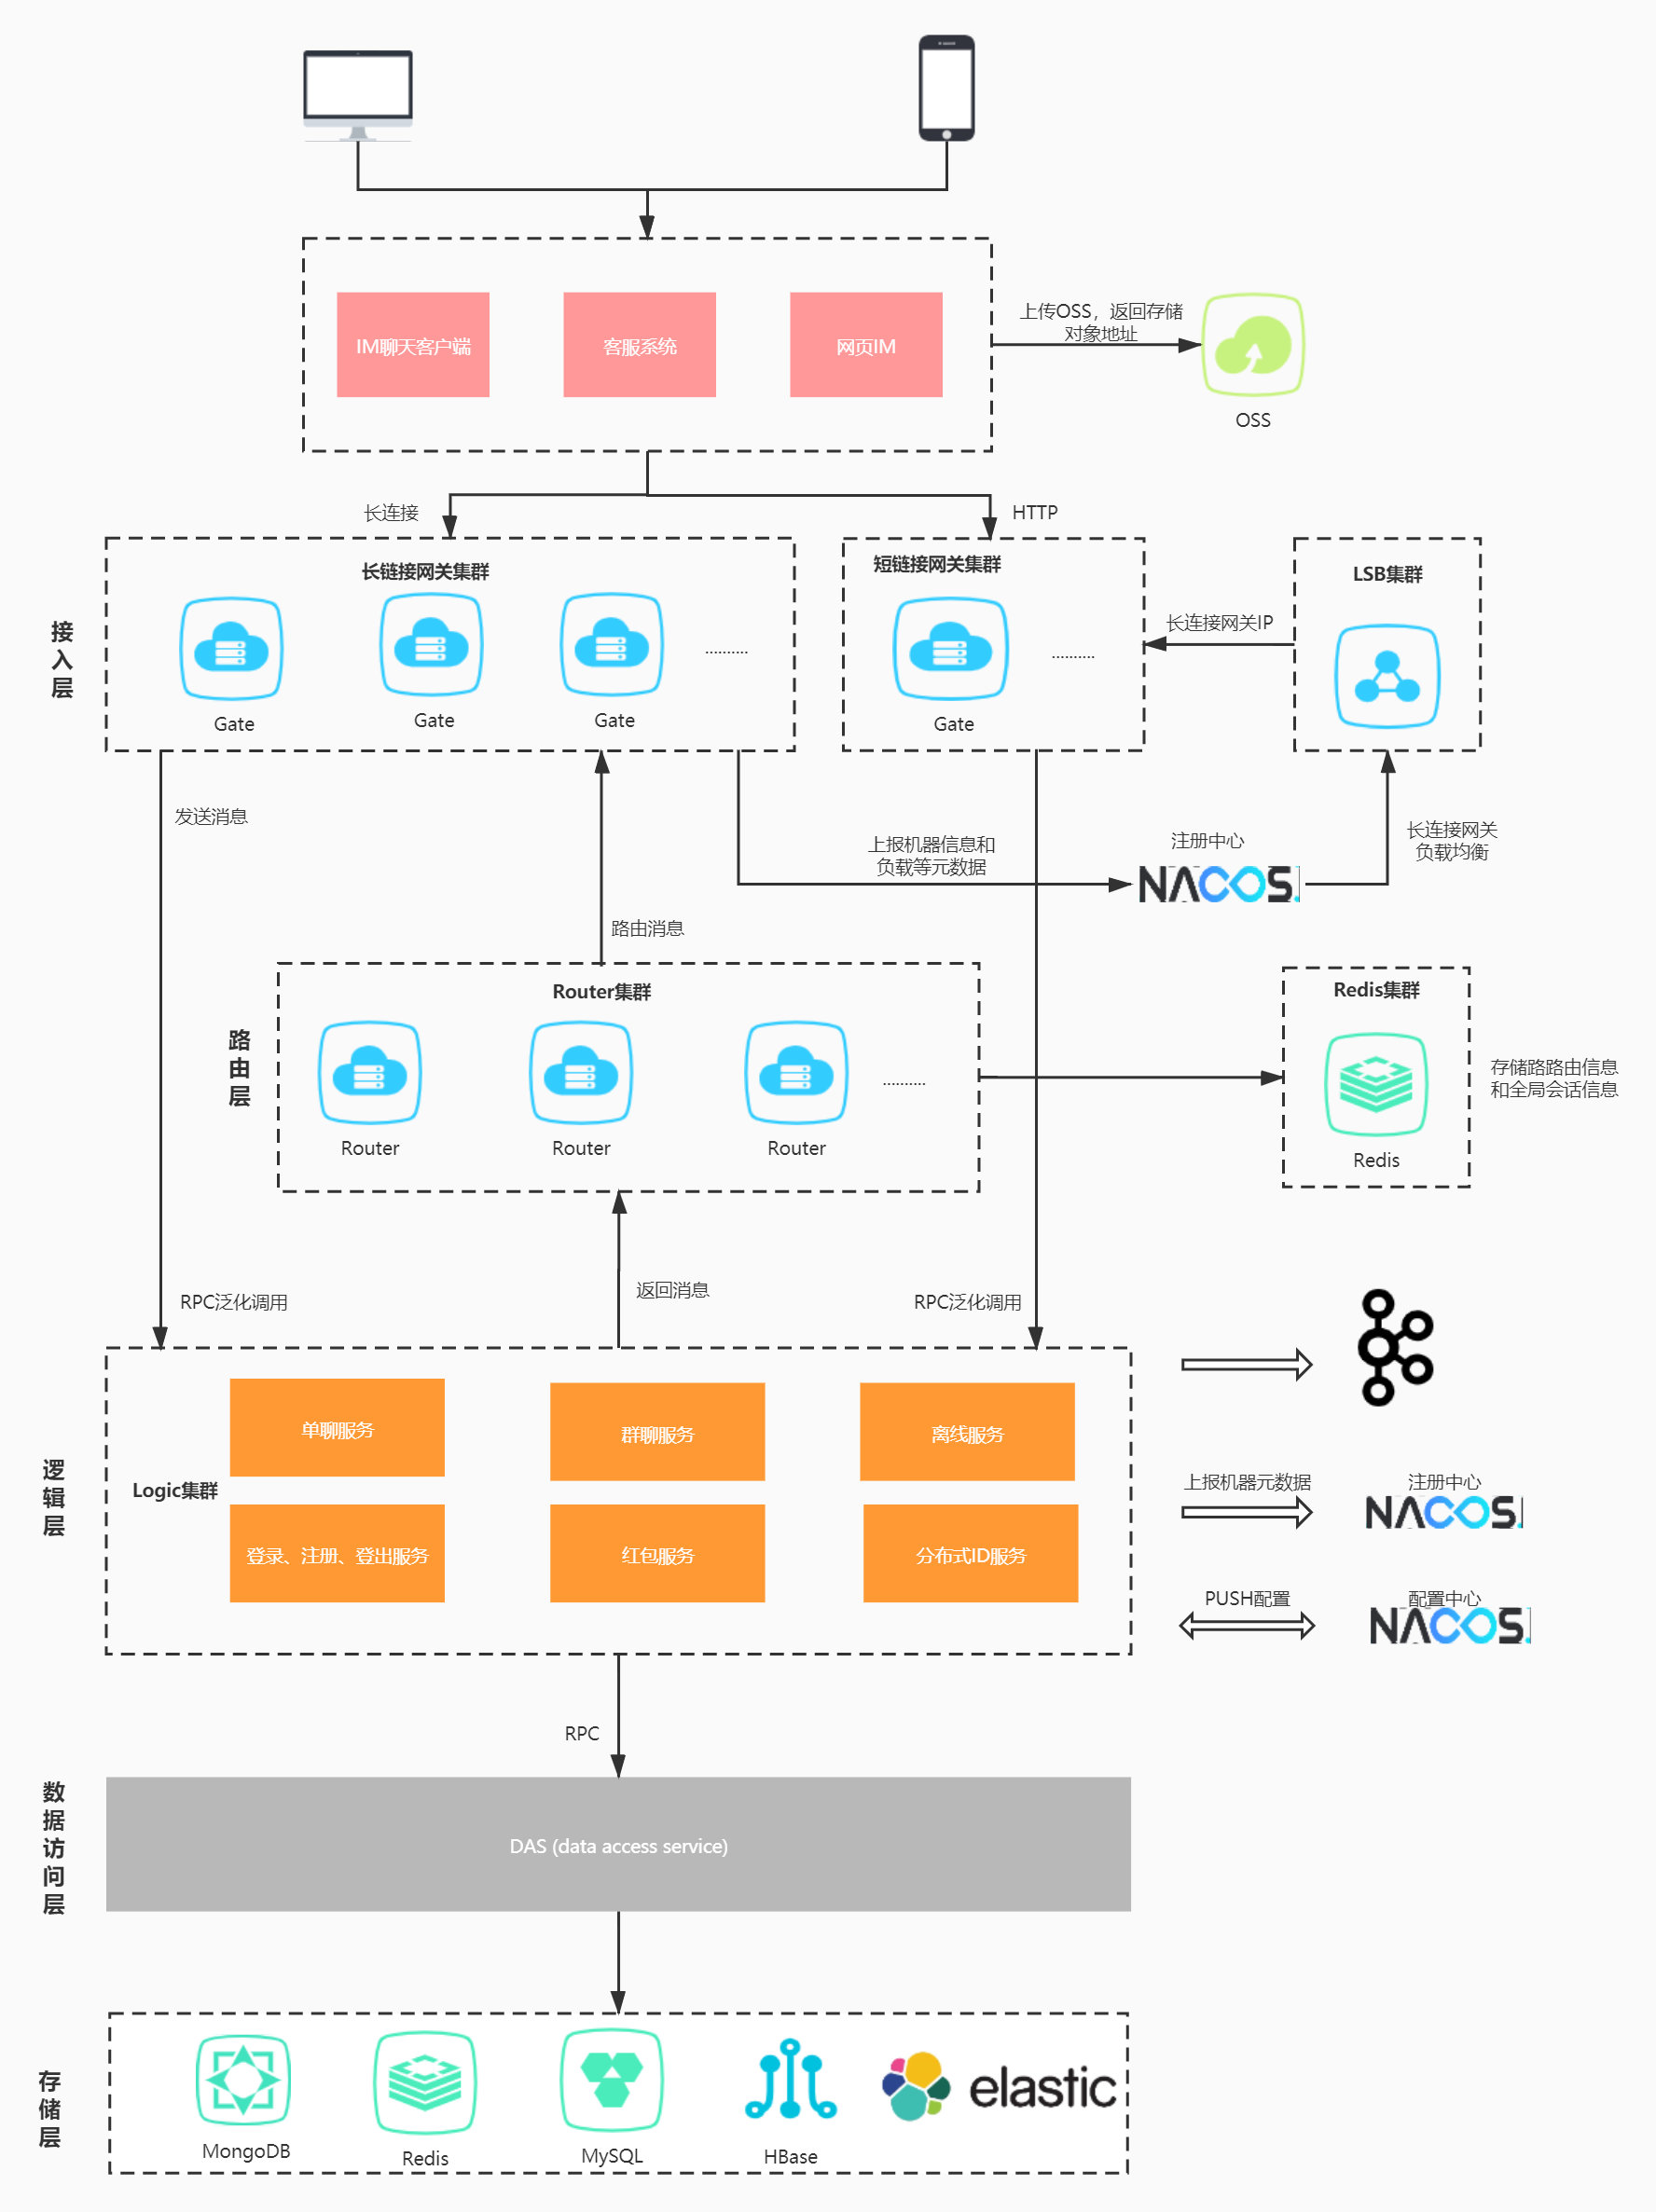 IM聊天客户端
客服系统
网页IM
上传OSS，返回存储
对象地址
OSS
长连接
HTTP
接
入
层
长链接网关集群
Gate
Gate
Gate
..........
短链接网关集群
Gate
..........
长连接网关IP
LSB集群
发送消息
上报机器信息和
负载等元数据
注册中心
NACOS.
长连接网关
负载均衡
路由消息
路
由
层
Router集群
Router
Router
Router
..........
Redis集群
Redis
存储路路由信息
和全局会话信息
RPC泛化调用
返回消息
RPC泛化调用
逻
辑
层
Logic集群
单聊服务
群聊服务
离线服务
登录、注册、登出服务
红包服务
分布式ID服务
上报机器元数据
注册中心
NACOS.
PUSH配置
配置中心
NACOS.
RPC
数
据
访
问
层
DAS (data access service)
存
储
层
MongoDB
Redis
MySQL
HBase
elastic